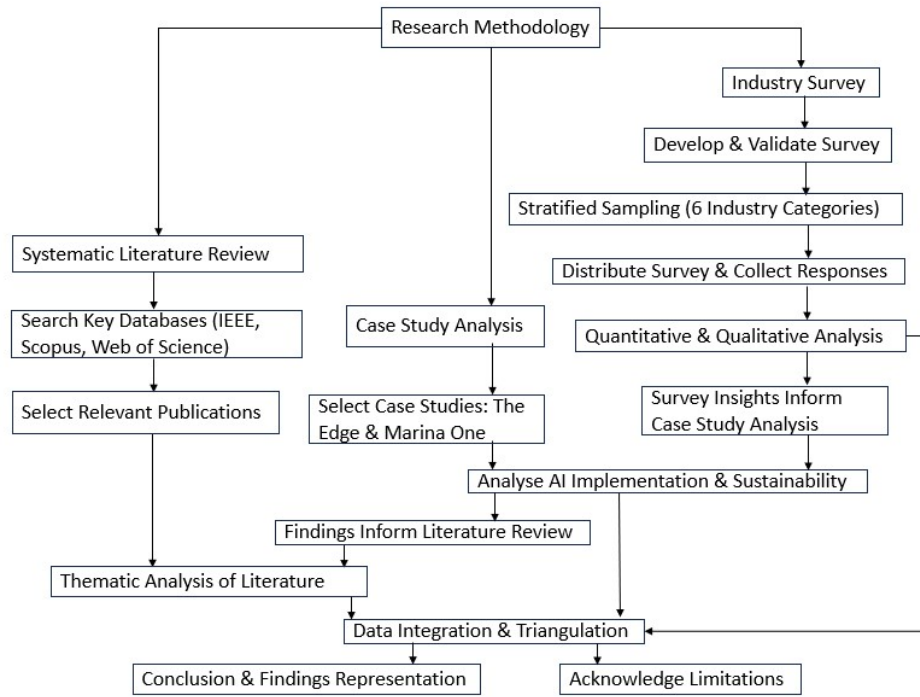 Research Methodology
Industry Survey
Develop & Validate Survey
Stratified Sampling (6 Industry Categories)
Systematic Literature Review
Distribute Survey & Collect Responses
Search Key Databases (IEEE,
Scopus, Web of Science)
Case Study Analysis
Quantitative & Qualitative Analysis
Select Relevant Publications
Select Case Studies: The
Edge & Marina One
Survey Insights Inform
Case Study Analysis
Analyse AI Implementation & Sustainability
Findings Inform Literature Review
Thematic Analysis of Literature
Data Integration & Triangulation
Conclusion & Findings Representation
Acknowledge Limitations